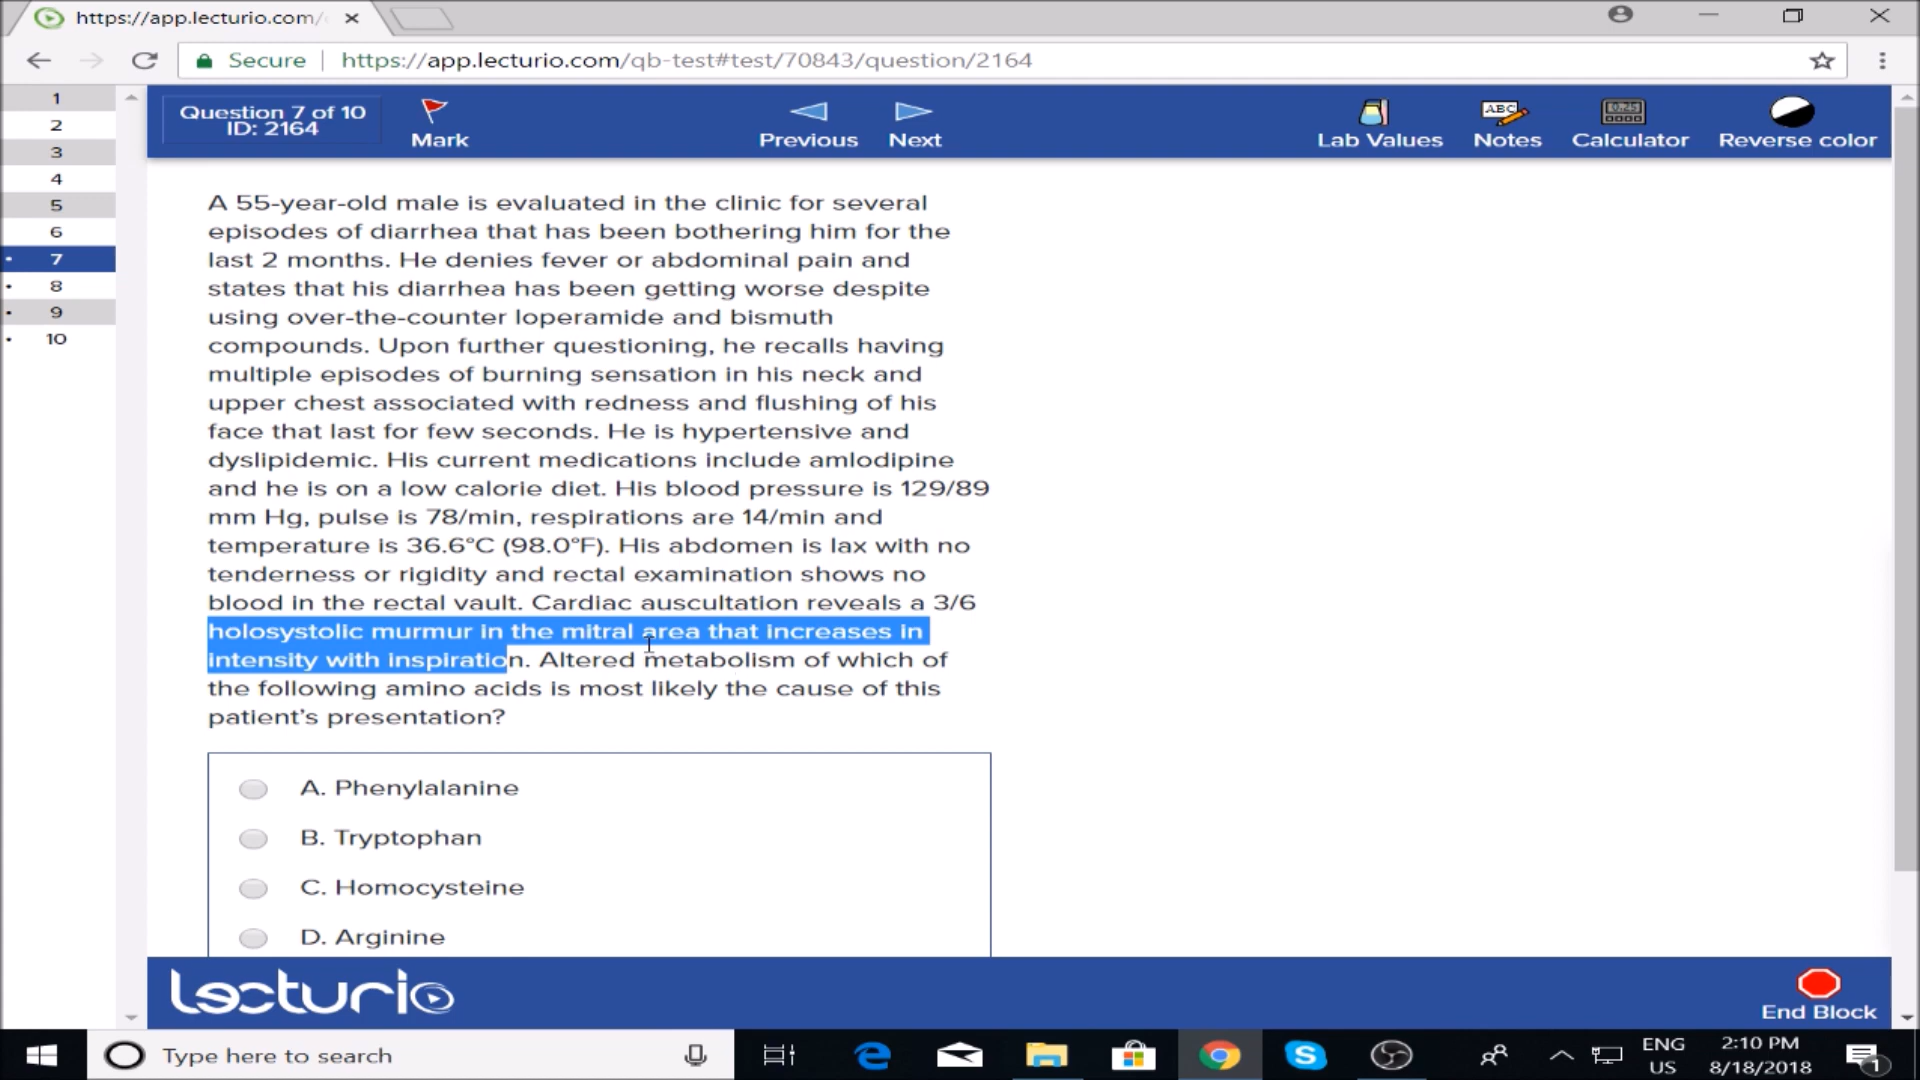 https://app.lecturio.com/
Secure
https://app.lecturio.com/qb-test#test/70843/question/2164
1
2
3
4
5
6
7
8
9
10
Question 7 of 10
ID: 2164
Mark
Previous
Next
Lab Values
ABC
Notes
0.25
Calculator
Reverse color
A 55-year-old male is evaluated in the clinic for several
episodes of diarrhea that has been bothering him for the
last 2 months. He denies fever or abdominal pain and
states that his diarrhea has been getting worse despite
using over-the-counter loperamide and bismuth
compounds. Upon further questioning, he recalls having
multiple episodes of burning sensation in his neck and
upper chest associated with redness and flushing of his
face that last for few seconds. He is hypertensive and
dyslipidemic. His current medications include amlodipine
and he is on a low calorie diet. His blood pressure is 129/89
mm Hg, pulse is 78/min, respirations are 14/min and
temperature is 36.6°C (98.0°F). His abdomen is lax with no
tenderness or rigidity and rectal examination shows no
blood in the rectal vault. Cardiac auscultation reveals a 3/6
holosystolic murmur in the mitral area that increases in
intensity with inspiration. Altered metabolism of which of
the following amino acids is most likely the cause of this
patient's presentation?
A. Phenylalanine
B. Tryptophan
C. Homocysteine
D. Arginine
lecturio
End Block
Type here to search
ENG
US
2:10 PM
8/18/2018
1